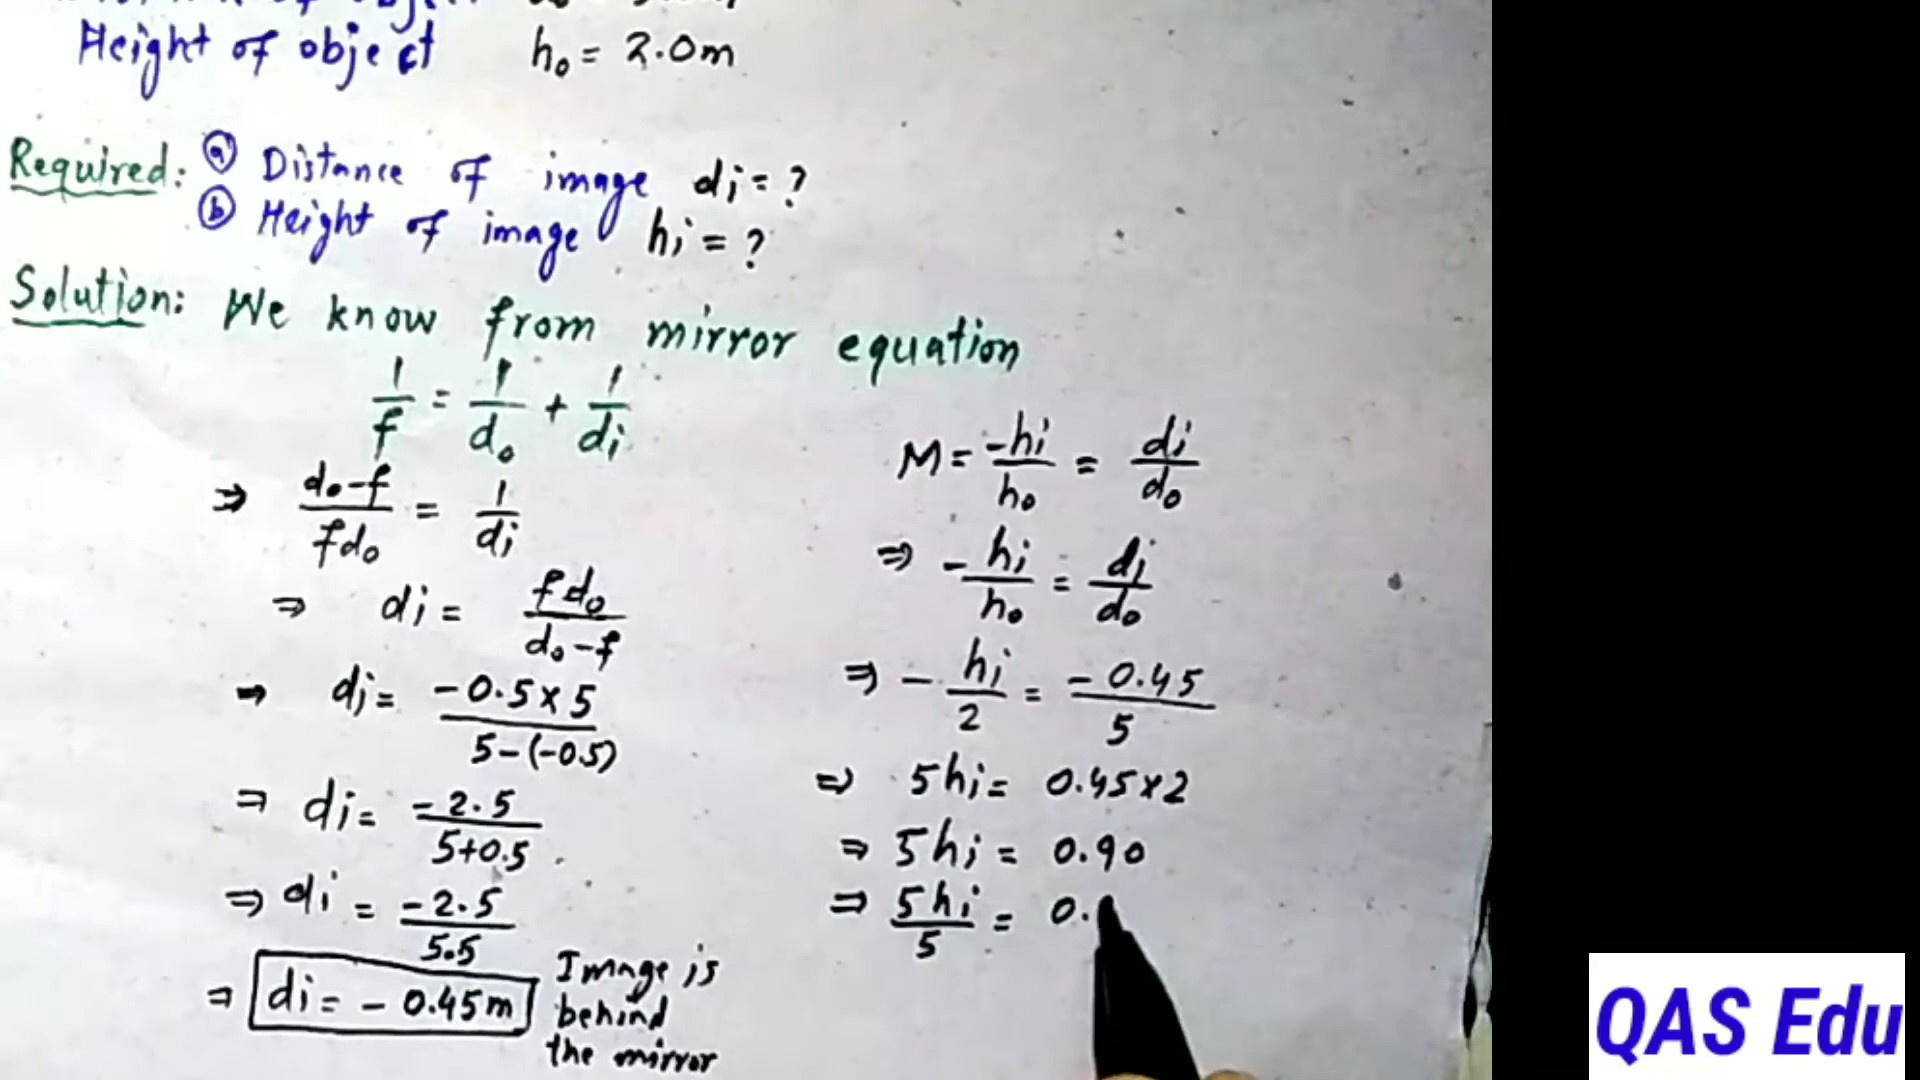 Height of object h₀ = 2.0m
Required: ⓐ Distance of image di = ?
ⓑ Height of image hi = ?
Solution: We know from mirror equation
1/f = 1/d₀ + 1/di
⇒ d₀-f/fd₀ = 1/di
⇒ di = fd₀/d₀-f
⇒ di = -0.5×5/5-(-0.5)
⇒ di = -2.5/5+0.5
⇒ di = -2.5/5.5
⇒ di = - 0.45m
Image is
behind
the mirror
M = -hi/h₀ = di/d₀
⇒ -hi/h₀ = di/d₀
⇒ -hi/2 = -0.45/5
⇒ 5hi = 0.45×2
⇒ 5hi = 0.90
⇒ 5hi/5 = 0.
QAS Edu